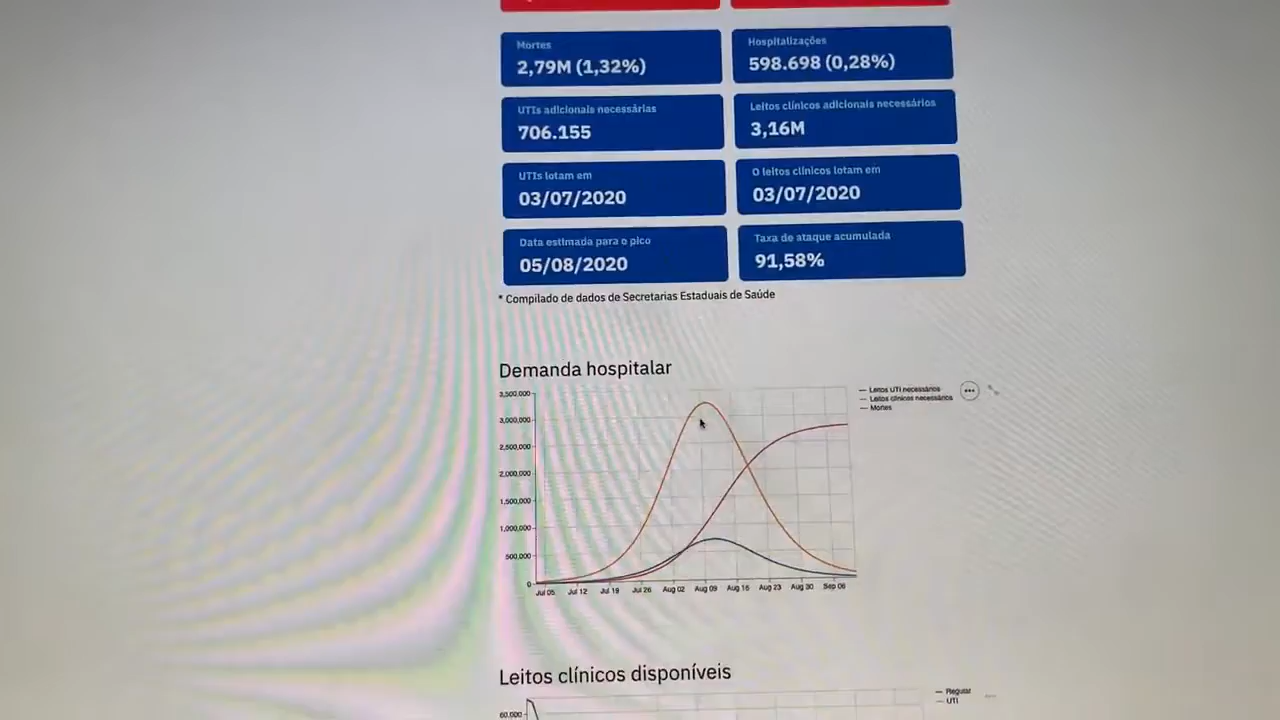 Mortes
2,79M (1,32%)
Hospitalizações
598.698 (0,28%)
UTIs adicionais necessárias
706.155
Leitos clínicos adicionais necessários
3,16M
UTIs lotam em
03/07/2020
O leitos clínicos lotam em
03/07/2020
Data estimada para o pico
05/08/2020
Taxa de ataque acumulada
91,58%
* Compilado de dados de Secretarias Estaduais de Saúde
Demanda hospitalar
3,500,000
3,000,000
2,500,000
2,000,000
1,500,000
1,000,000
500,000
0
Jul 05 Jul 12 Jul 19 Jul 26 Aug 02 Aug 09 Aug 16 Aug 23 Aug 30 Sep 06
Leitos UTI necessários
Leitos clínicos necessários
Mortes
Leitos clínicos disponíveis
60,000
Regular
UTI